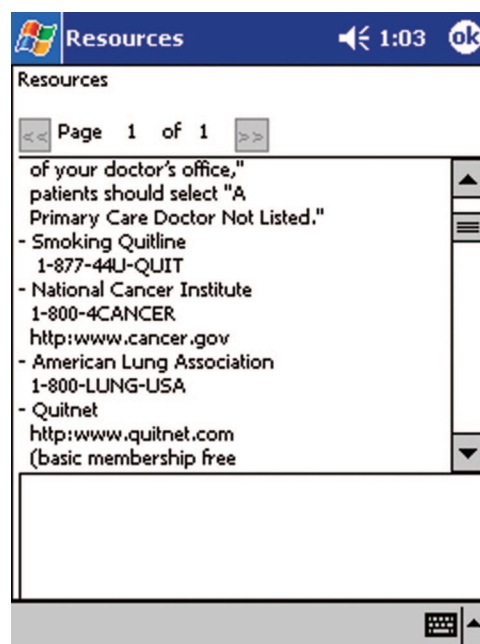 Resources 1:03 ok
Resources
<< Page 1 of 1 >>
of your doctor's office,"
patients should select "A
Primary Care Doctor Not Listed."
- Smoking Quitline
1-877-44U-QUIT
- National Cancer Institute
1-800-4CANCER
http:www.cancer.gov
- American Lung Association
1-800-LUNG-USA
- Quitnet
http:www.quitnet.com
(basic membership free